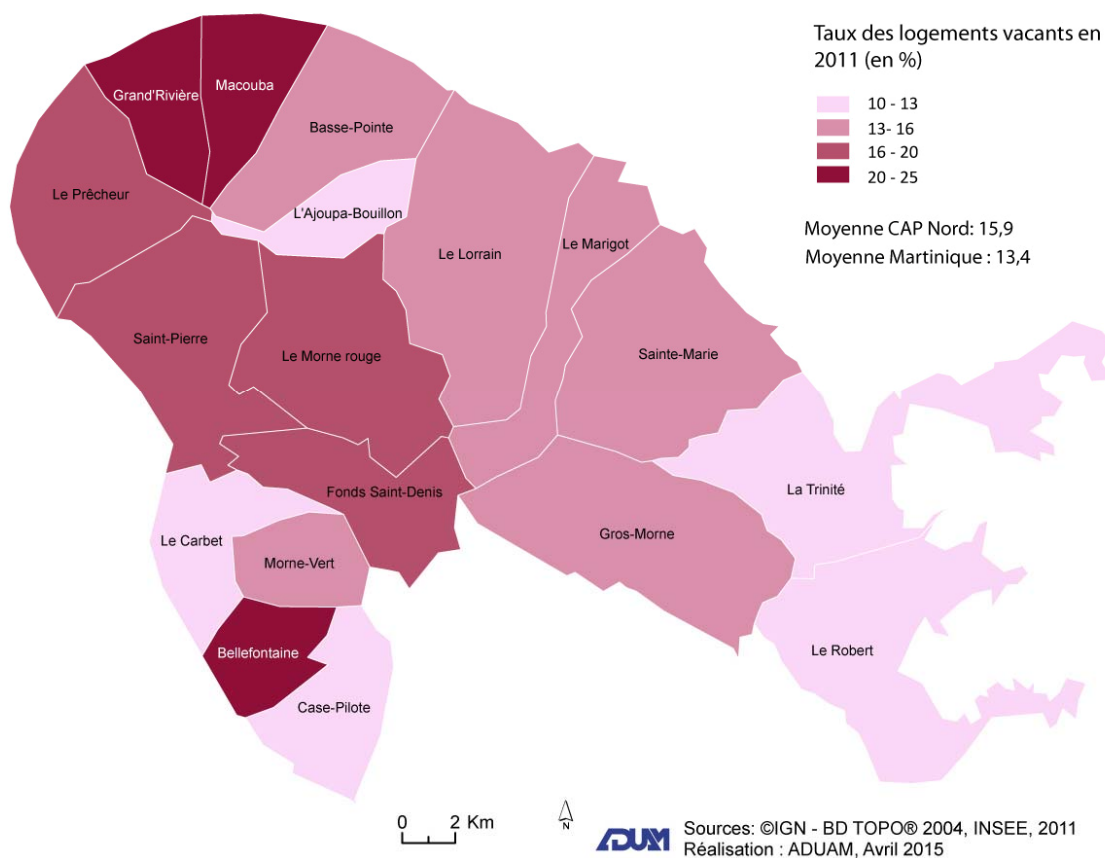 Taux des logements vacants en
2011 (en %)
10 - 13
13 - 16
16 - 20
20 - 25
Moyenne CAP Nord: 15,9
Moyenne Martinique : 13,4
Macouba
Grand'Rivière
Basse-Pointe
Le Prêcheur
L'Ajoupa-Bouillon
Le Marigot
Le Lorrain
Saint-Pierre
Le Morne rouge
Sainte-Marie
La Trinité
Fonds Saint-Denis
Gros-Morne
Le Carbet
Morne-Vert
Bellefontaine
Le Robert
Case-Pilote
0 2 Km
N
ADUAM
Sources: ©IGN - BD TOPO® 2004, INSEE, 2011
Réalisation : ADUAM, Avril 2015